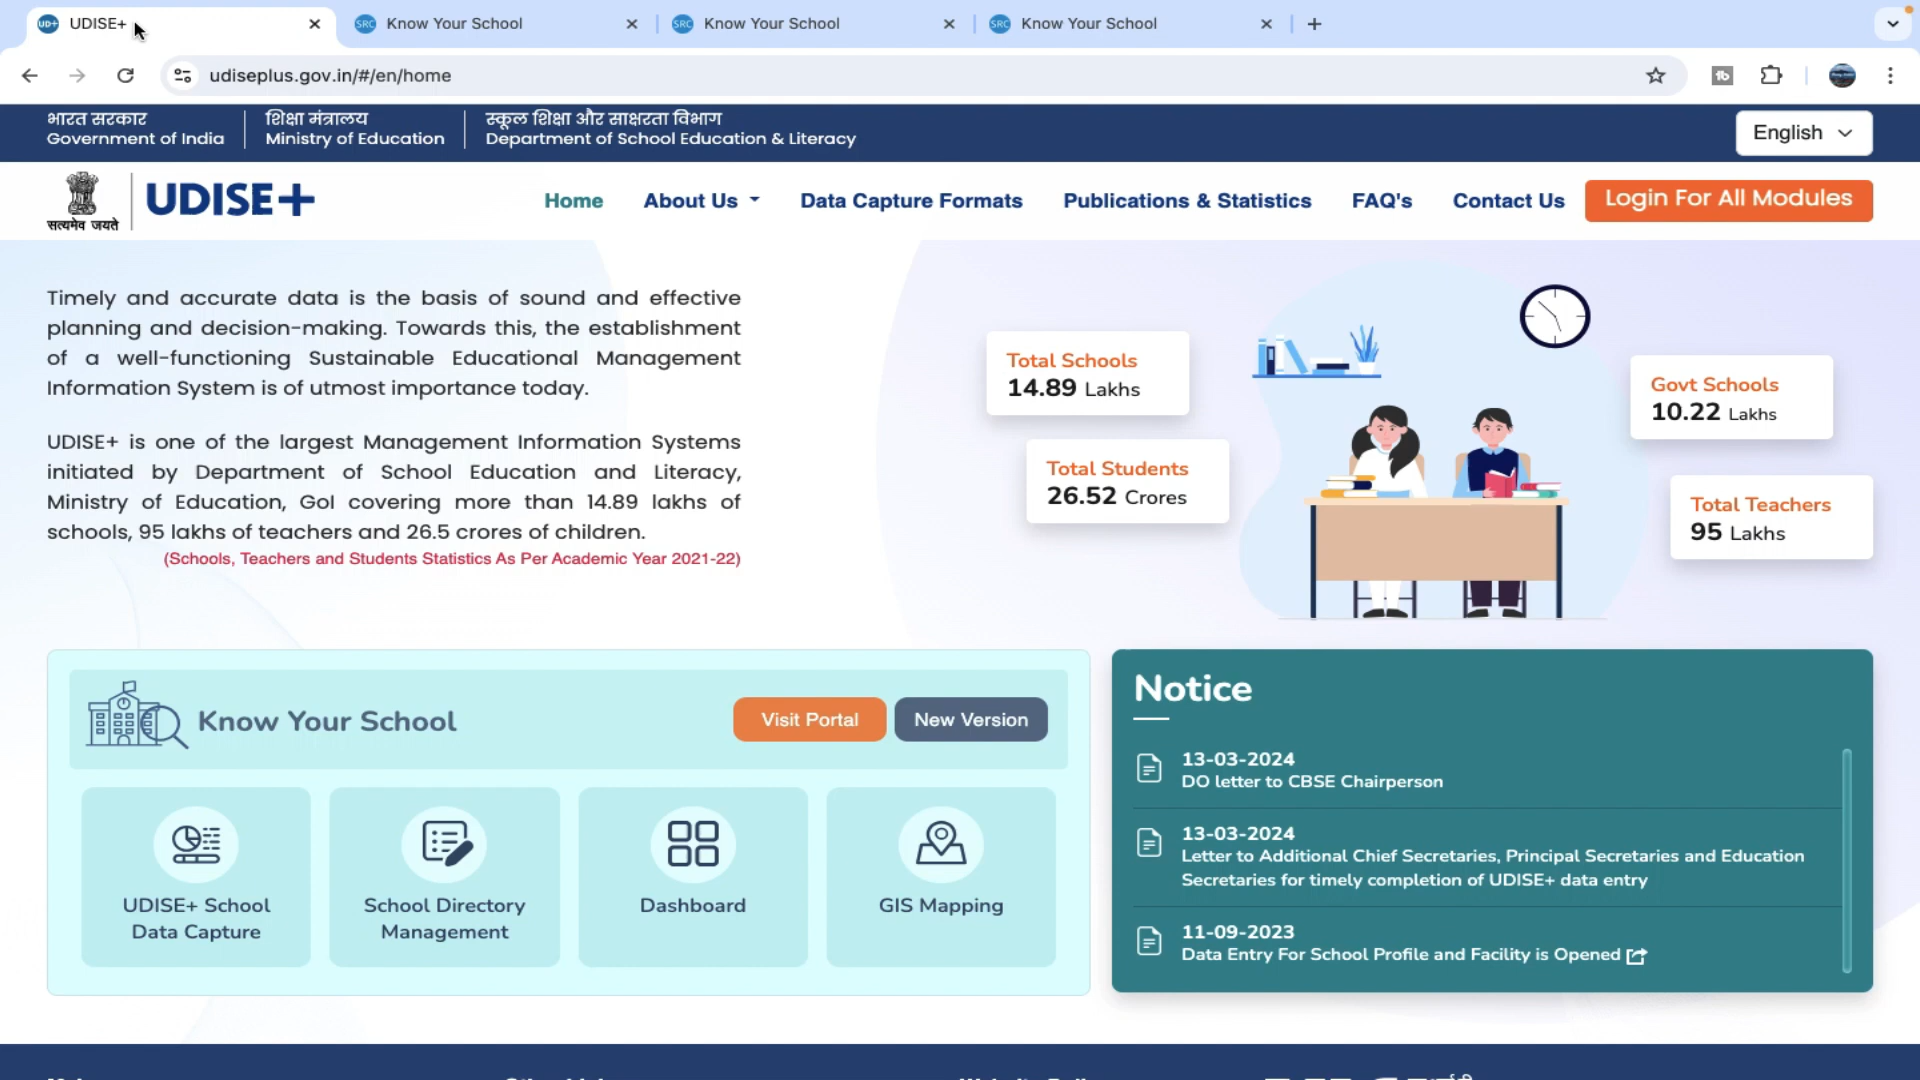 UDISE+
Know Your School
Know Your School
Know Your School
udiseplus.gov.in/#/en/home
भारत सरकार
Government of India
शिक्षा मंत्रालय
Ministry of Education
स्कूल शिक्षा और साक्षरता विभाग
Department of School Education & Literacy
English
सत्यमेव जयते
UDISE+
Home
About Us
Data Capture Formats
Publications & Statistics
FAQ's
Contact Us
Login For All Modules
Timely and accurate data is the basis of sound and effective
planning and decision-making. Towards this, the establishment
of a well-functioning Sustainable Educational Management
Information System is of utmost importance today.
UDISE+ is one of the largest Management Information Systems
initiated by Department of School Education and Literacy,
Ministry of Education, GoI covering more than 14.89 lakhs of
schools, 95 lakhs of teachers and 26.5 crores of children.
(Schools, Teachers and Students Statistics As Per Academic Year 2021-22)
Total Schools
14.89 Lakhs
Total Students
26.52 Crores
Govt Schools
10.22 Lakhs
Total Teachers
95 Lakhs
Know Your School
Visit Portal
New Version
UDISE+ School
Data Capture
School Directory
Management
Dashboard
GIS Mapping
Notice
13-03-2024
DO letter to CBSE Chairperson
13-03-2024
Letter to Additional Chief Secretaries, Principal Secretaries and Education
Secretaries for timely completion of UDISE+ data entry
11-09-2023
Data Entry For School Profile and Facility is Opened